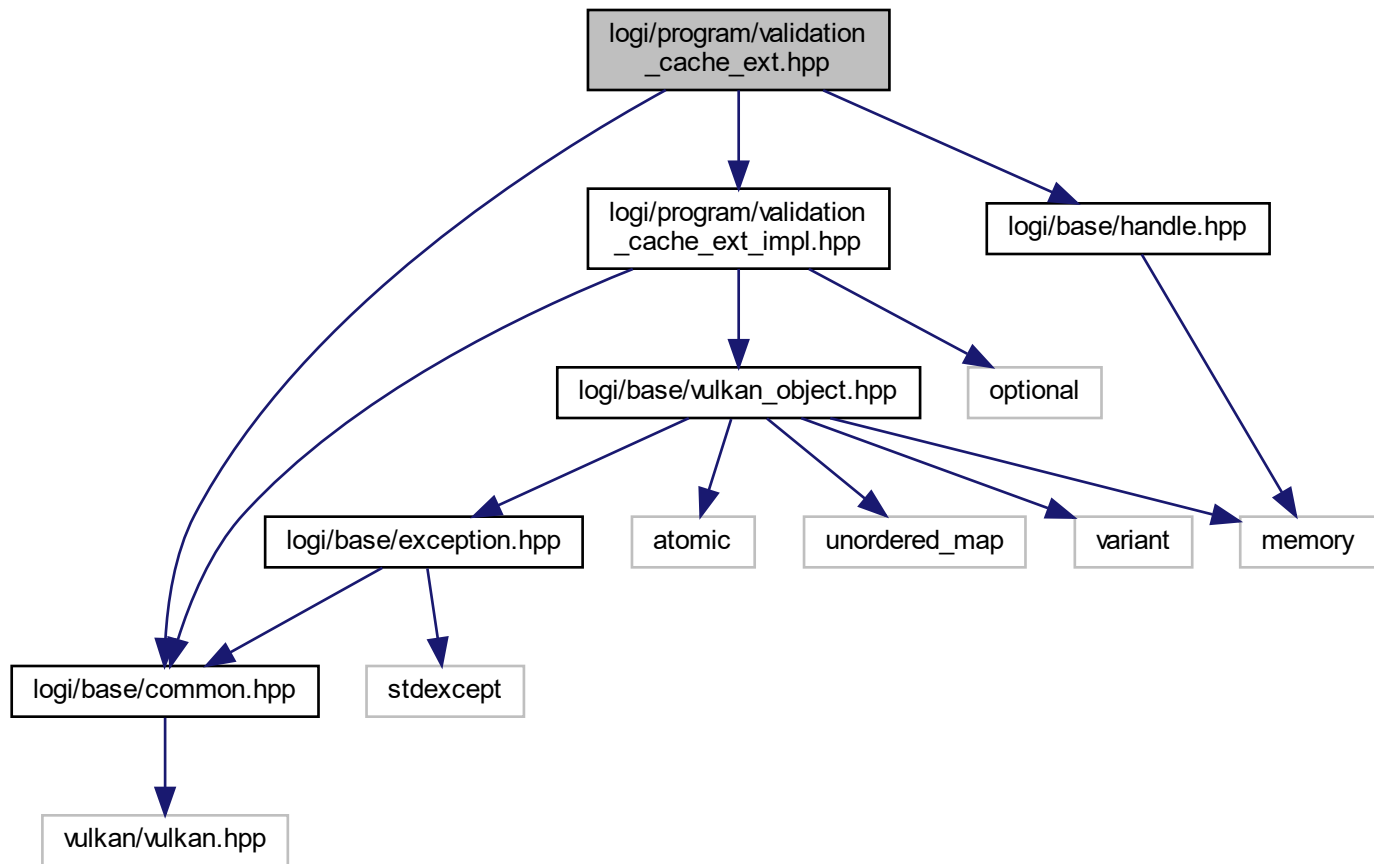 logi/program/validation
_cache_ext.hpp
logi/program/validation
_cache_ext_impl.hpp
logi/base/handle.hpp
logi/base/vulkan_object.hpp
optional
logi/base/exception.hpp
atomic
unordered_map
variant
memory
logi/base/common.hpp
stdexcept
vulkan/vulkan.hpp